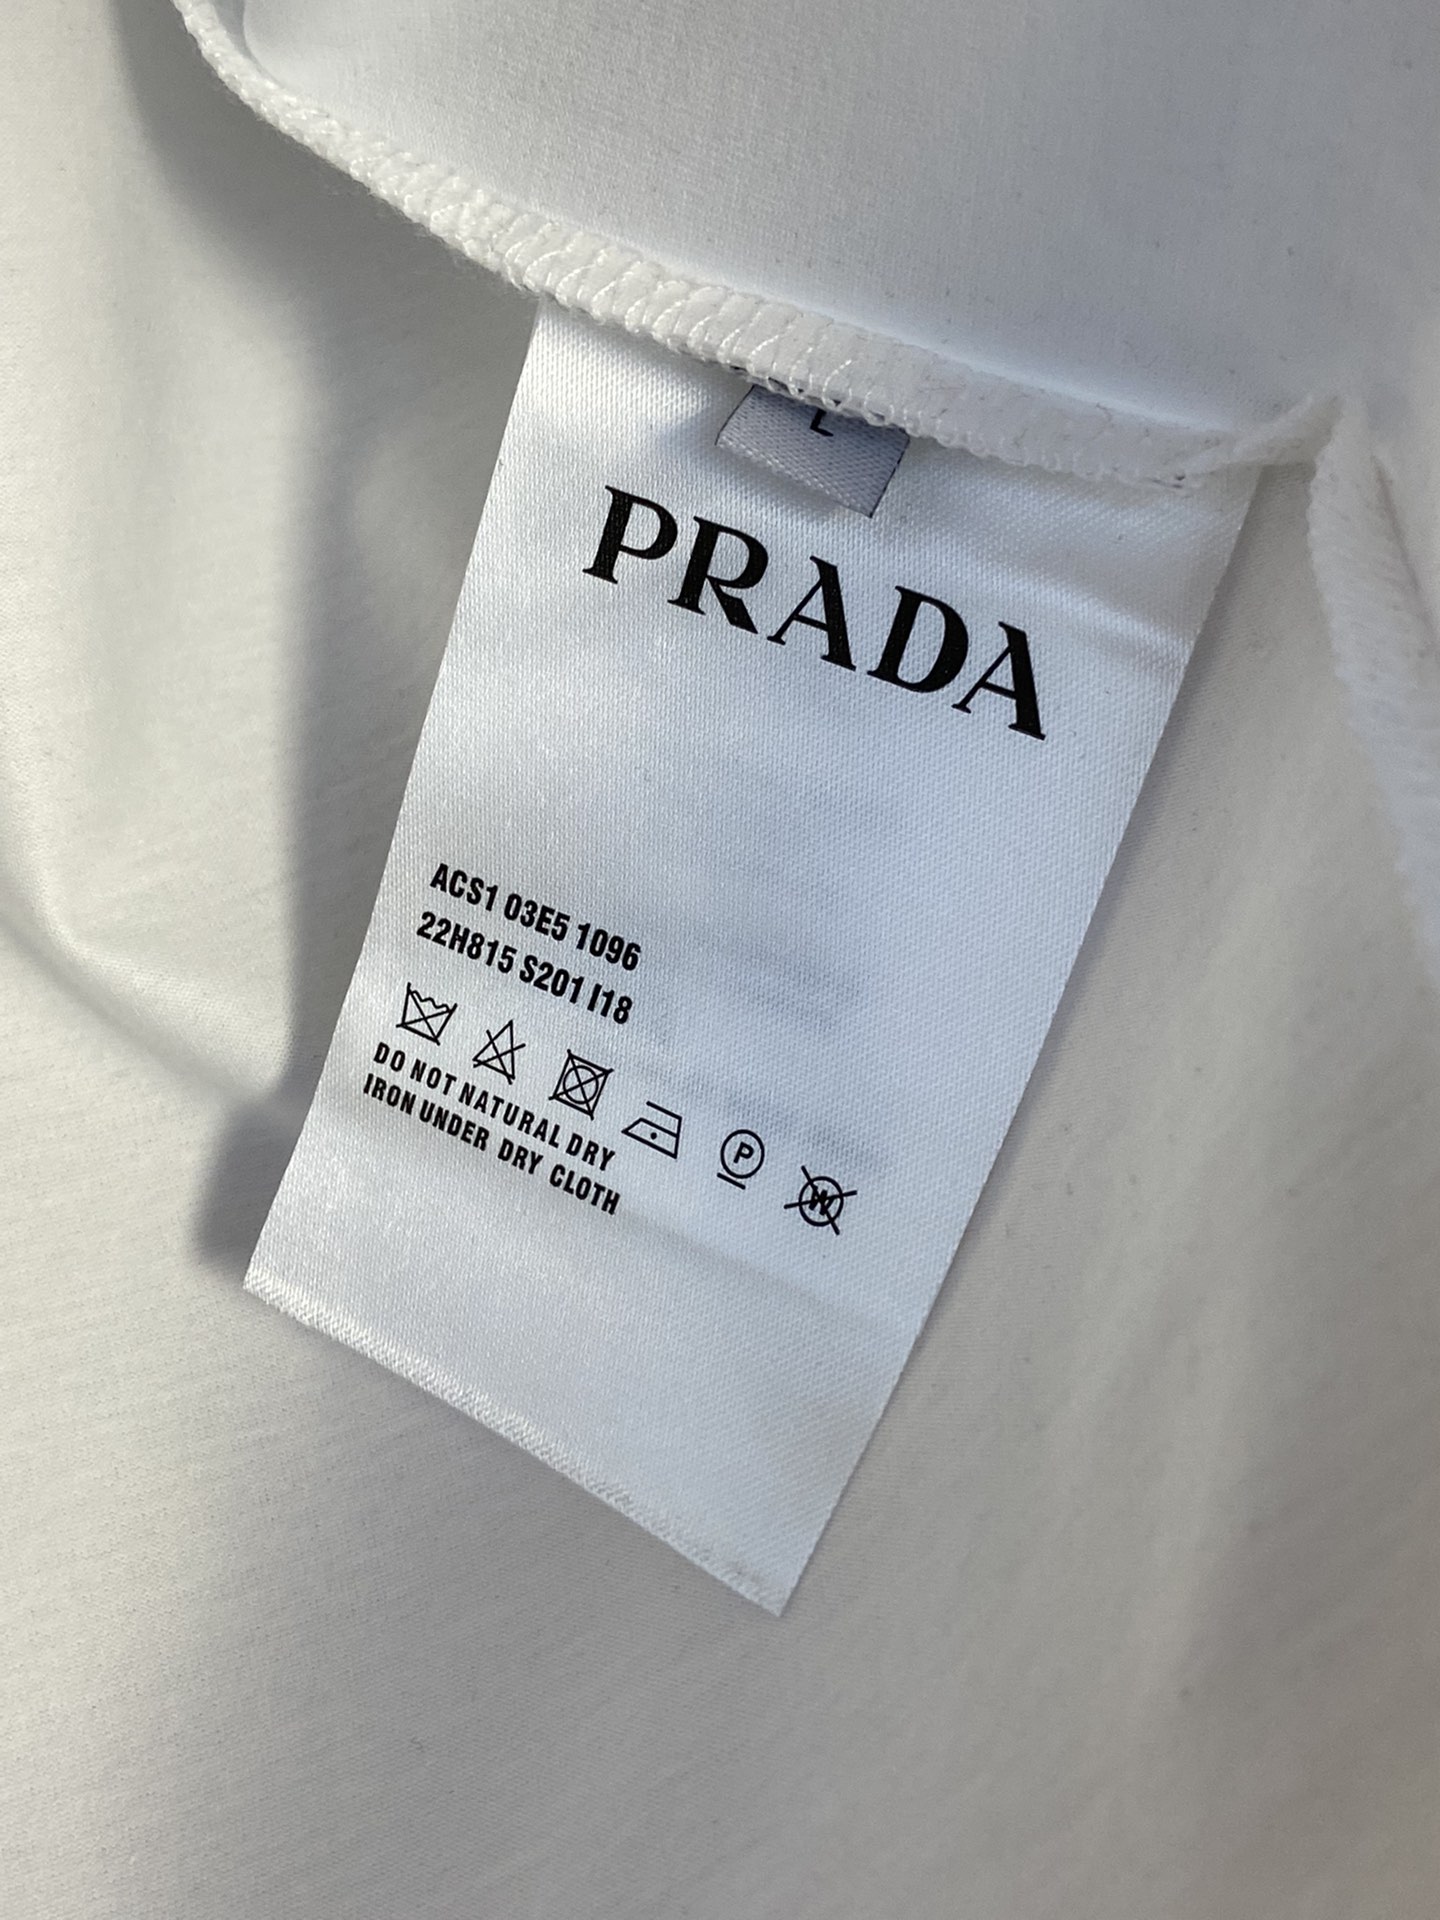 L
PRADA
ACS1 03E5 1096
22H815 S201 I18
P
W
DO NOT NATURAL DRY
IRON UNDER DRY CLOTH